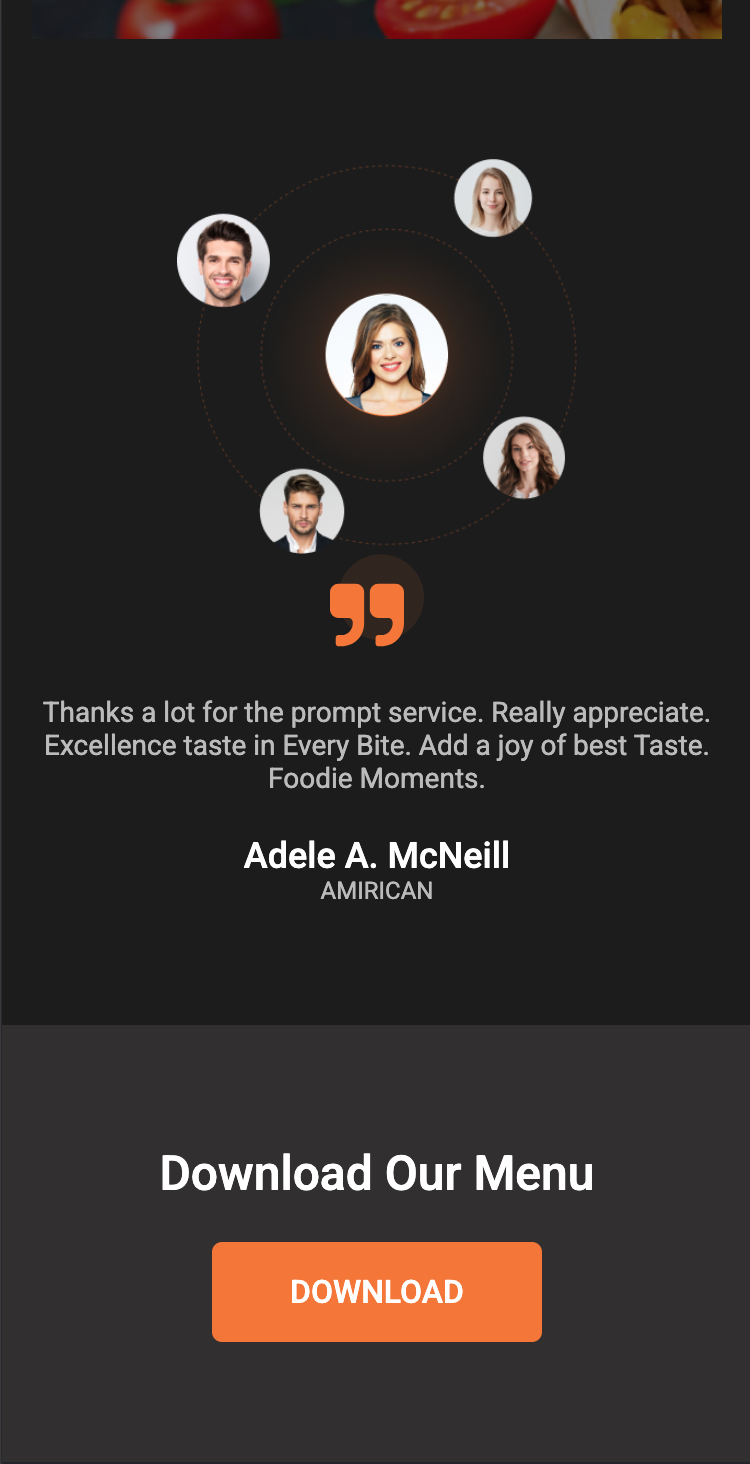 Thanks a lot for the prompt service. Really appreciate.
Excellence taste in Every Bite. Add a joy of best Taste.
Foodie Moments.
Adele A. McNeill
AMIRICAN
Download Our Menu
DOWNLOAD